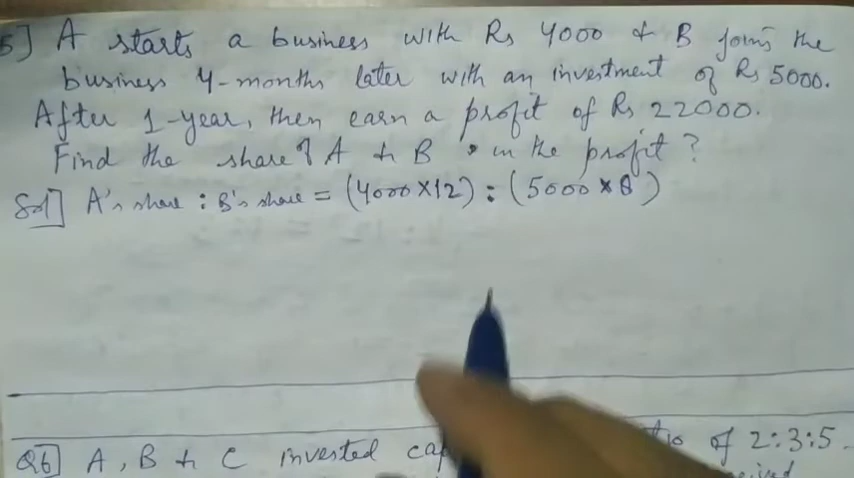 5] A starts a business with Rs 4000 & B joins the
business 4-months later with an investment of Rs 5000.
After 1-year, then earn a profit of Rs 22000.
Find the share of A & B in the profit ?
Sol] A's share : B's share = (4000×12) : (5000×8)
Q6] A, B & C invested cap of 2:3:5.